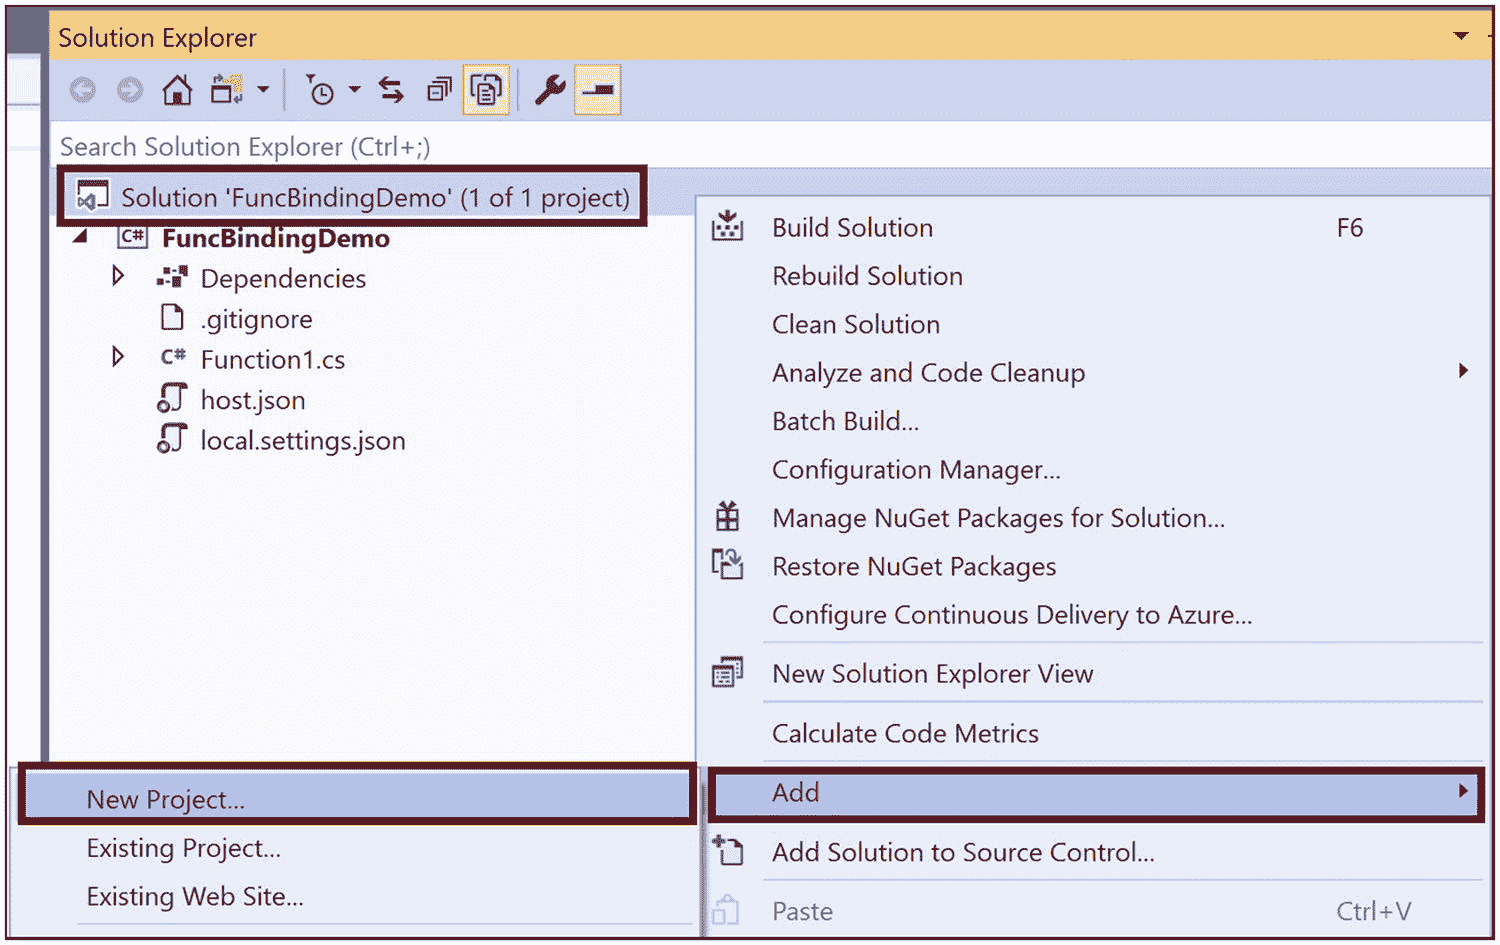 Solution Explorer
Search Solution Explorer (Ctrl+;)
Solution 'FuncBindingDemo' (1 of 1 project)
C# FuncBindingDemo
Dependencies
.gitignore
C# Function1.cs
host.json
local.settings.json
Build Solution F6
Rebuild Solution
Clean Solution
Analyze and Code Cleanup
Batch Build...
Configuration Manager...
Manage NuGet Packages for Solution...
Restore NuGet Packages
Configure Continuous Delivery to Azure...
New Solution Explorer View
Calculate Code Metrics
Add
Add Solution to Source Control...
Paste Ctrl+V
New Project...
Existing Project...
Existing Web Site...